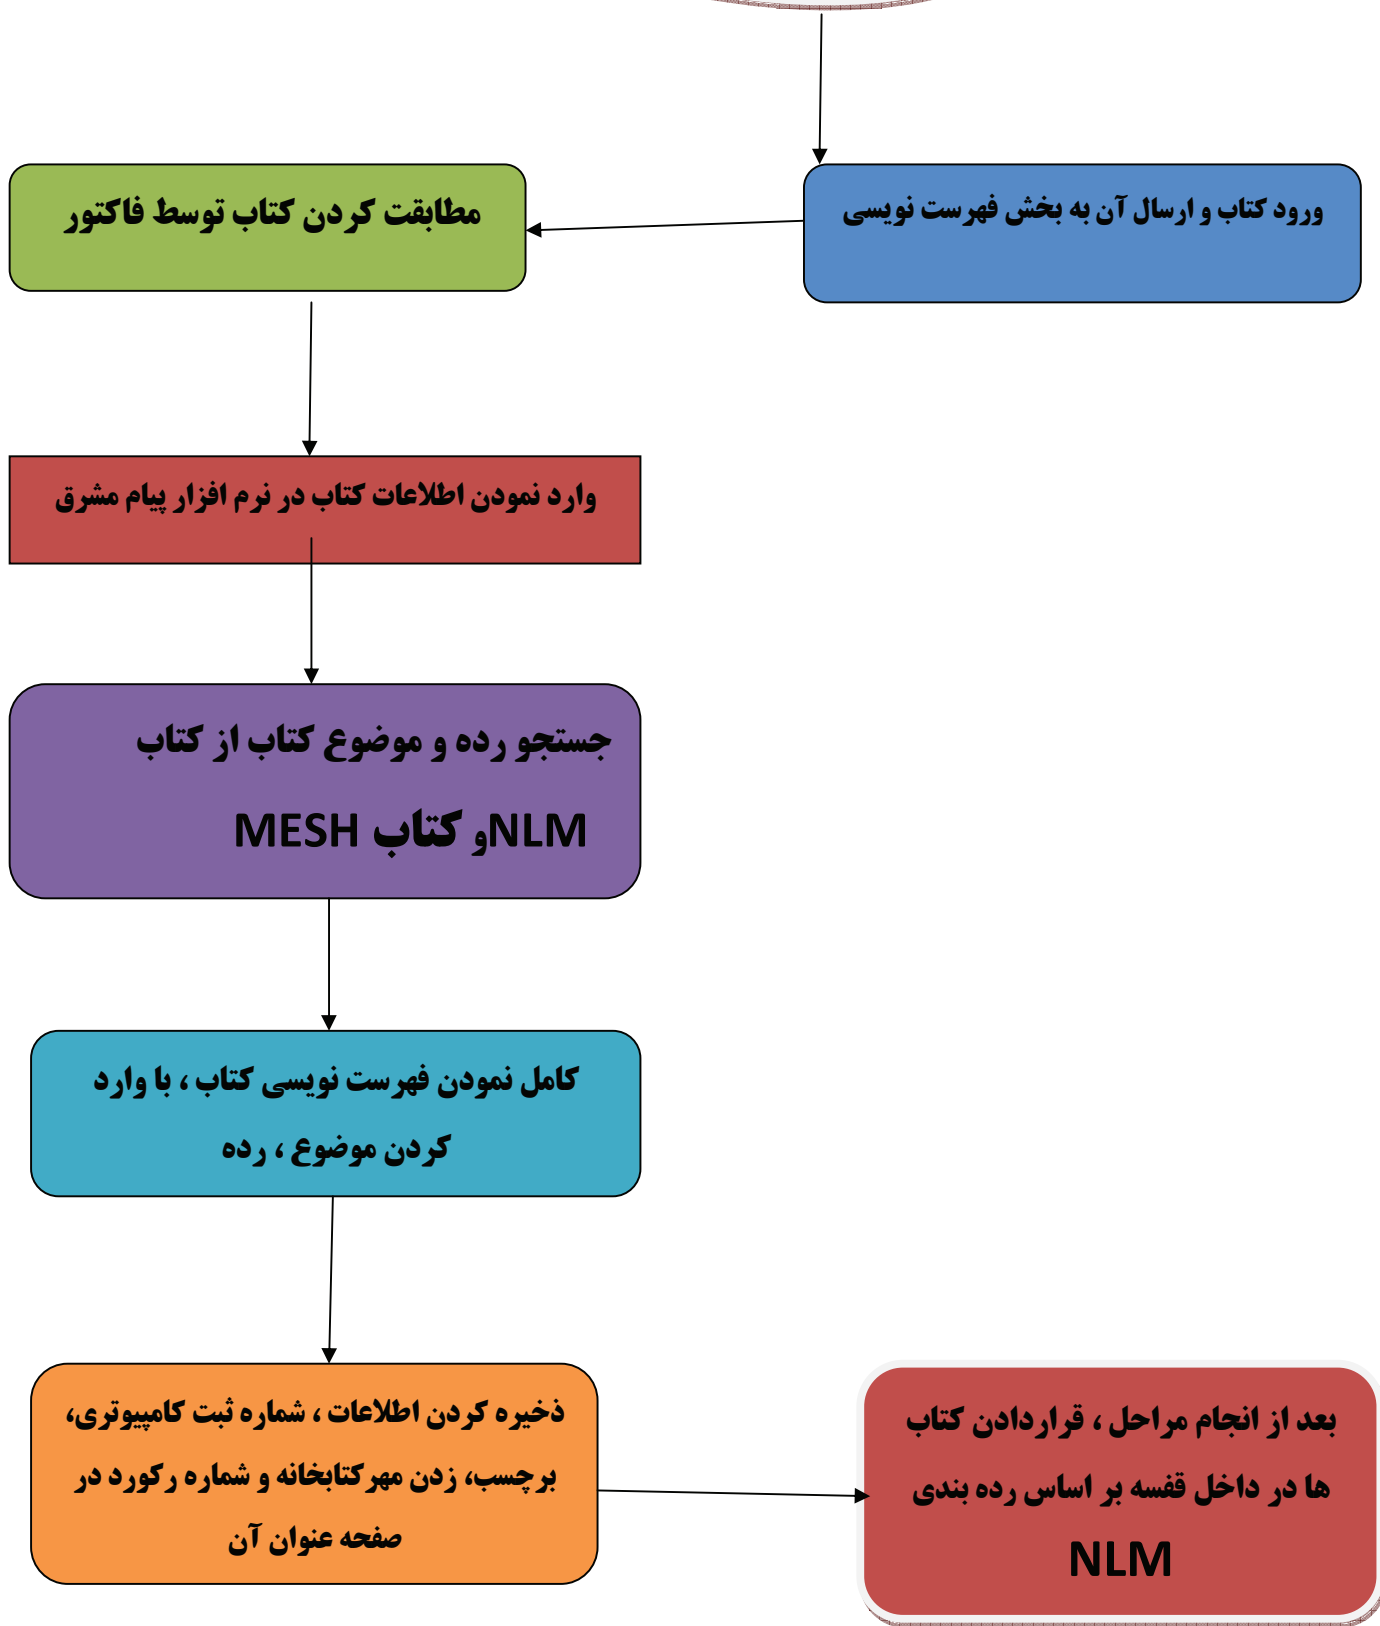 ورود کتاب و ارسال آن به بخش فهرست نویسی
مطابقت کردن کتاب توسط فاکتور
وارد نمودن اطلاعات کتاب در نرم افزار پیام مشرق
جستجو رده و موضوع کتاب از کتاب
NLMو کتاب MESH
کامل نمودن فهرست نویسی کتاب ، با وارد
کردن موضوع ، رده
ذخیره کردن اطلاعات ، شماره ثبت کامپیوتری،
برچسب، زدن مهرکتابخانه و شماره رکورد در
صفحه عنوان آن
بعد از انجام مراحل ، قراردادن کتاب
ها در داخل قفسه بر اساس رده بندی
NLM